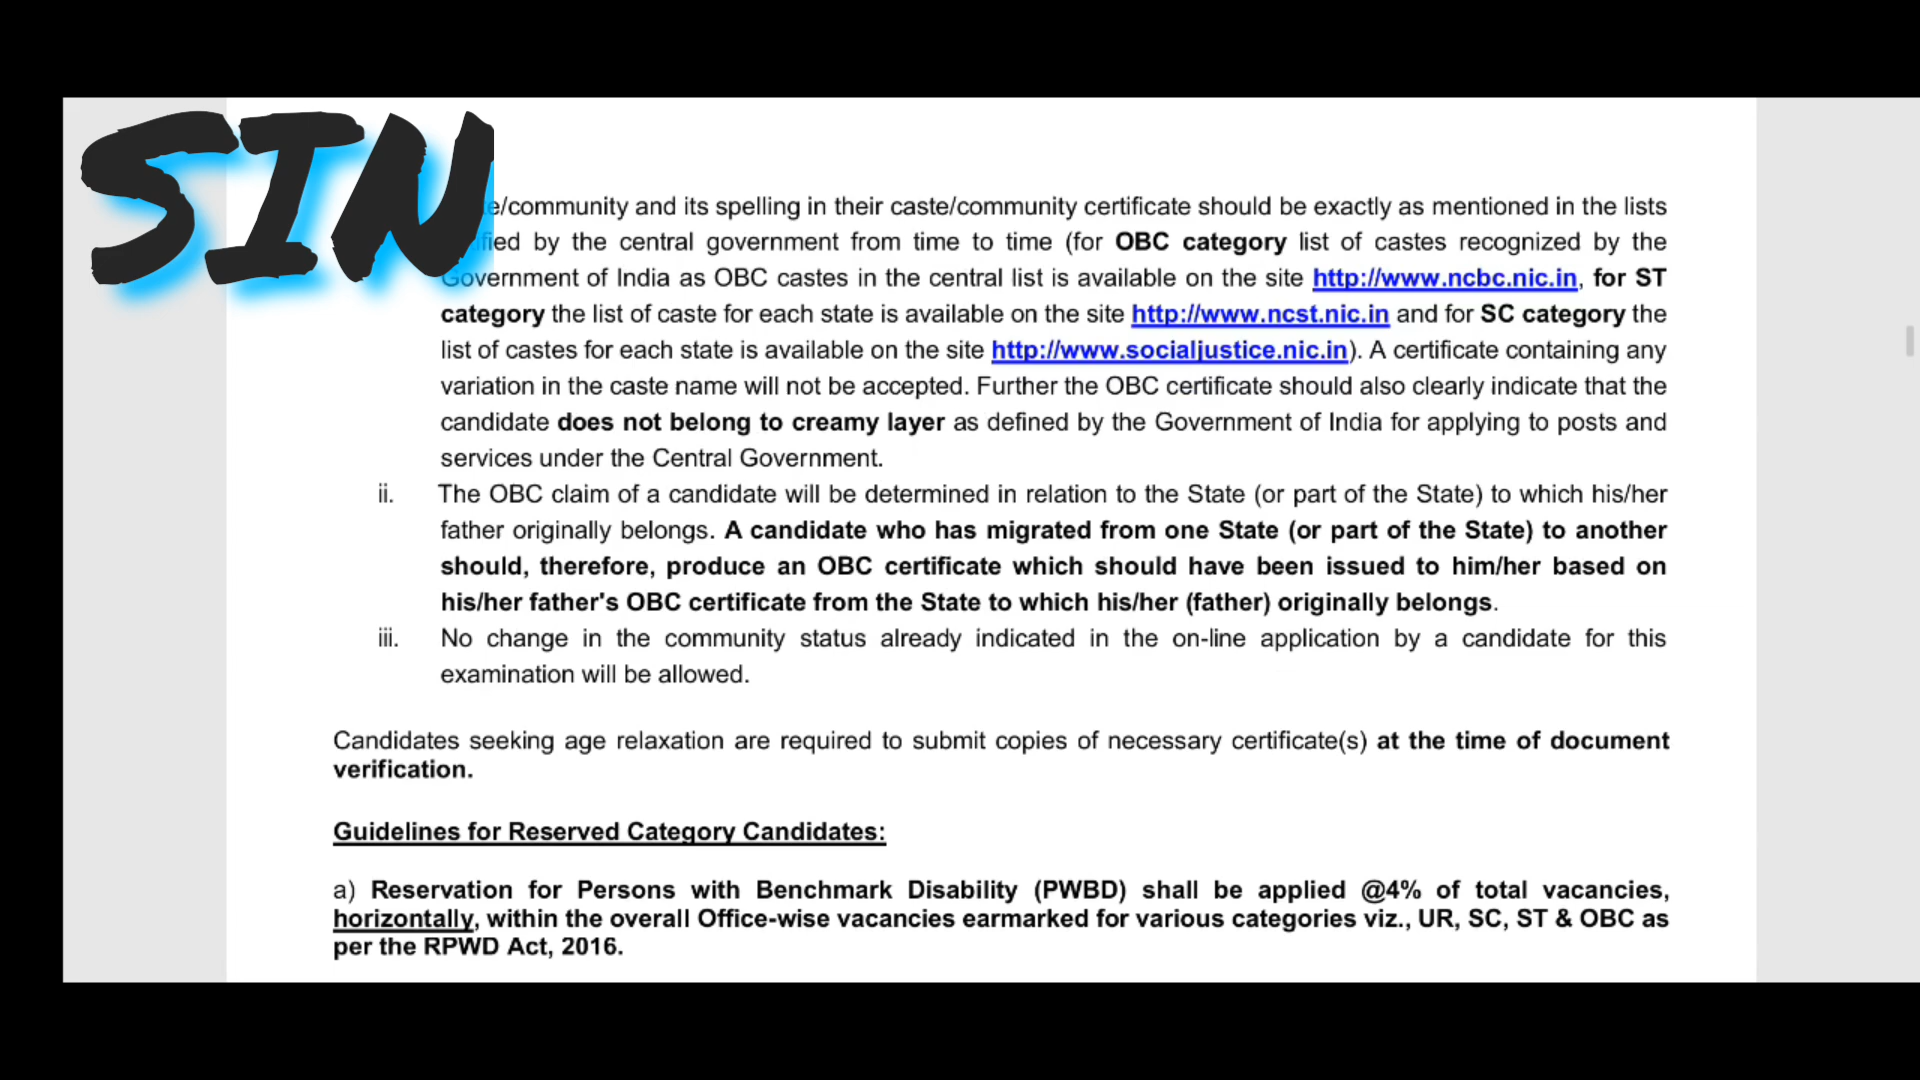 SIN
e/community and its spelling in their caste/community certificate should be exactly as mentioned in the lists
fied by the central government from time to time (for OBC category list of castes recognized by the
Government of India as OBC castes in the central list is available on the site http://www.ncbc.nic.in, for ST
category the list of caste for each state is available on the site http://www.ncst.nic.in and for SC category the
list of castes for each state is available on the site http://www.socialjustice.nic.in). A certificate containing any
variation in the caste name will not be accepted. Further the OBC certificate should also clearly indicate that the
candidate does not belong to creamy layer as defined by the Government of India for applying to posts and
services under the Central Government.
ii. The OBC claim of a candidate will be determined in relation to the State (or part of the State) to which his/her
father originally belongs. A candidate who has migrated from one State (or part of the State) to another
should, therefore, produce an OBC certificate which should have been issued to him/her based on
his/her father's OBC certificate from the State to which his/her (father) originally belongs.
iii. No change in the community status already indicated in the on-line application by a candidate for this
examination will be allowed.
Candidates seeking age relaxation are required to submit copies of necessary certificate(s) at the time of document
verification.
Guidelines for Reserved Category Candidates:
a) Reservation for Persons with Benchmark Disability (PWBD) shall be applied @4% of total vacancies,
horizontally, within the overall Office-wise vacancies earmarked for various categories viz., UR, SC, ST & OBC as
per the RPWD Act, 2016.